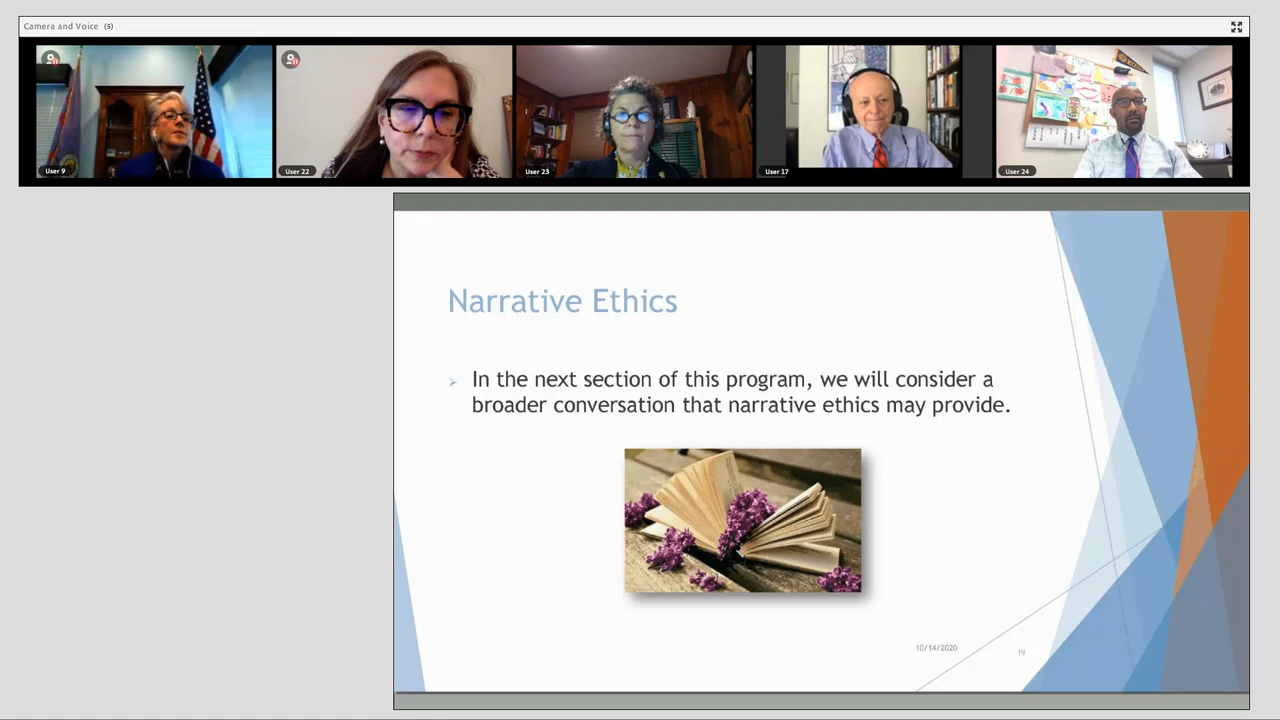 Camera and Voice (5)
User 9
User 22
User 23
User 17
User 24
Narrative Ethics
In the next section of this program, we will consider a
broader conversation that narrative ethics may provide.
10/14/2020
19